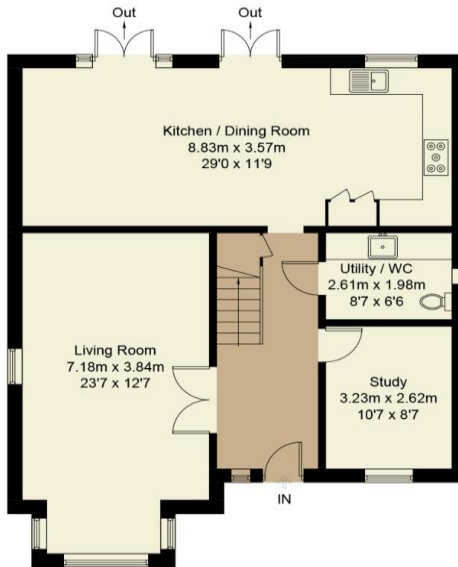 Out
Out
Kitchen / Dining Room
8.83m x 3.57m
29'0 x 11'9
Utility / WC
2.61m x 1.98m
8'7 x 6'6
Living Room
7.18m x 3.84m
23'7 x 12'7
Study
3.23m x 2.62m
10'7 x 8'7
IN